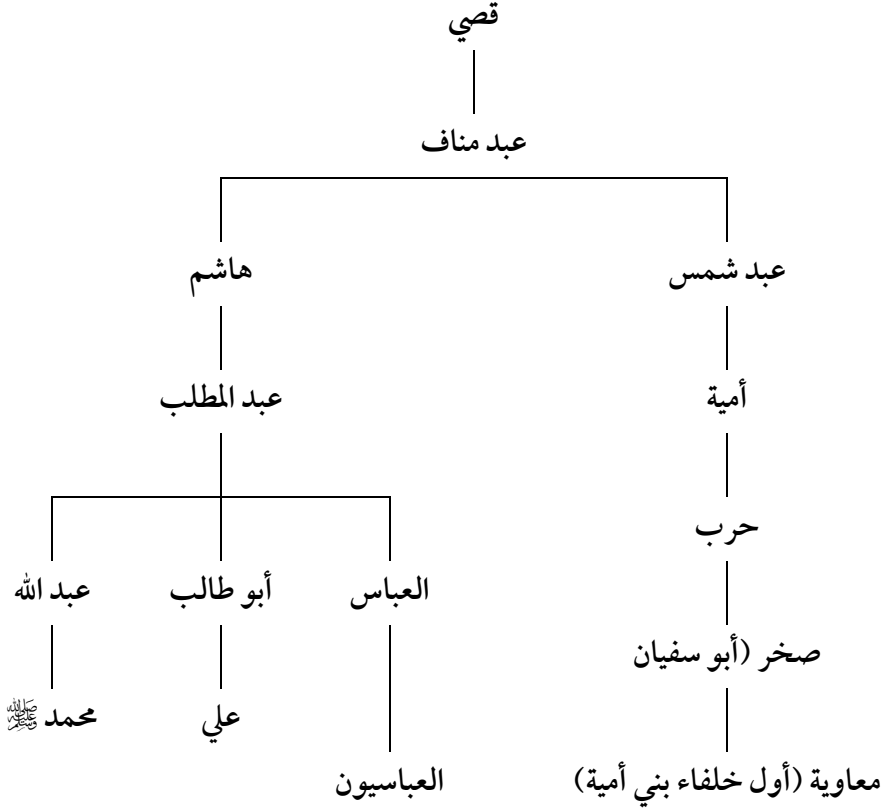 قصي
عبد مناف
عبد شمس
هاشم
أمية
عبد المطلب
حرب
العباس
أبو طالب
عبد الله
صخر (أبو سفيان
علي
محمد ﷺ
معاوية (أول خلفاء بني أمية)
العباسيون